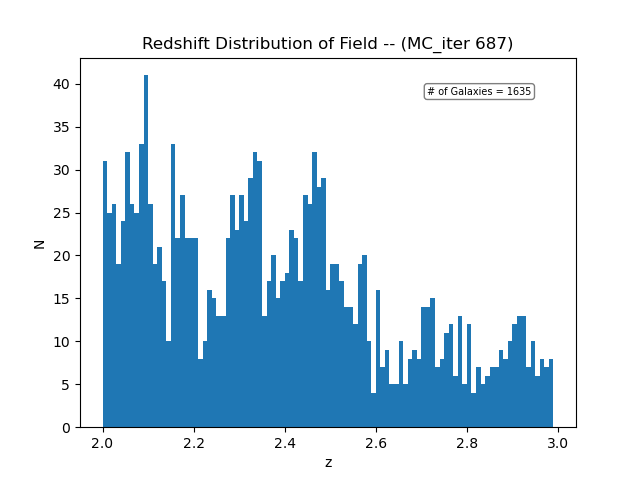 Redshift Distribution of Field -- (MC_iter 687)
# of Galaxies = 1635
40
35
30
25
20
15
10
5
0
N
2.0 2.2 2.4 2.6 2.8 3.0
z